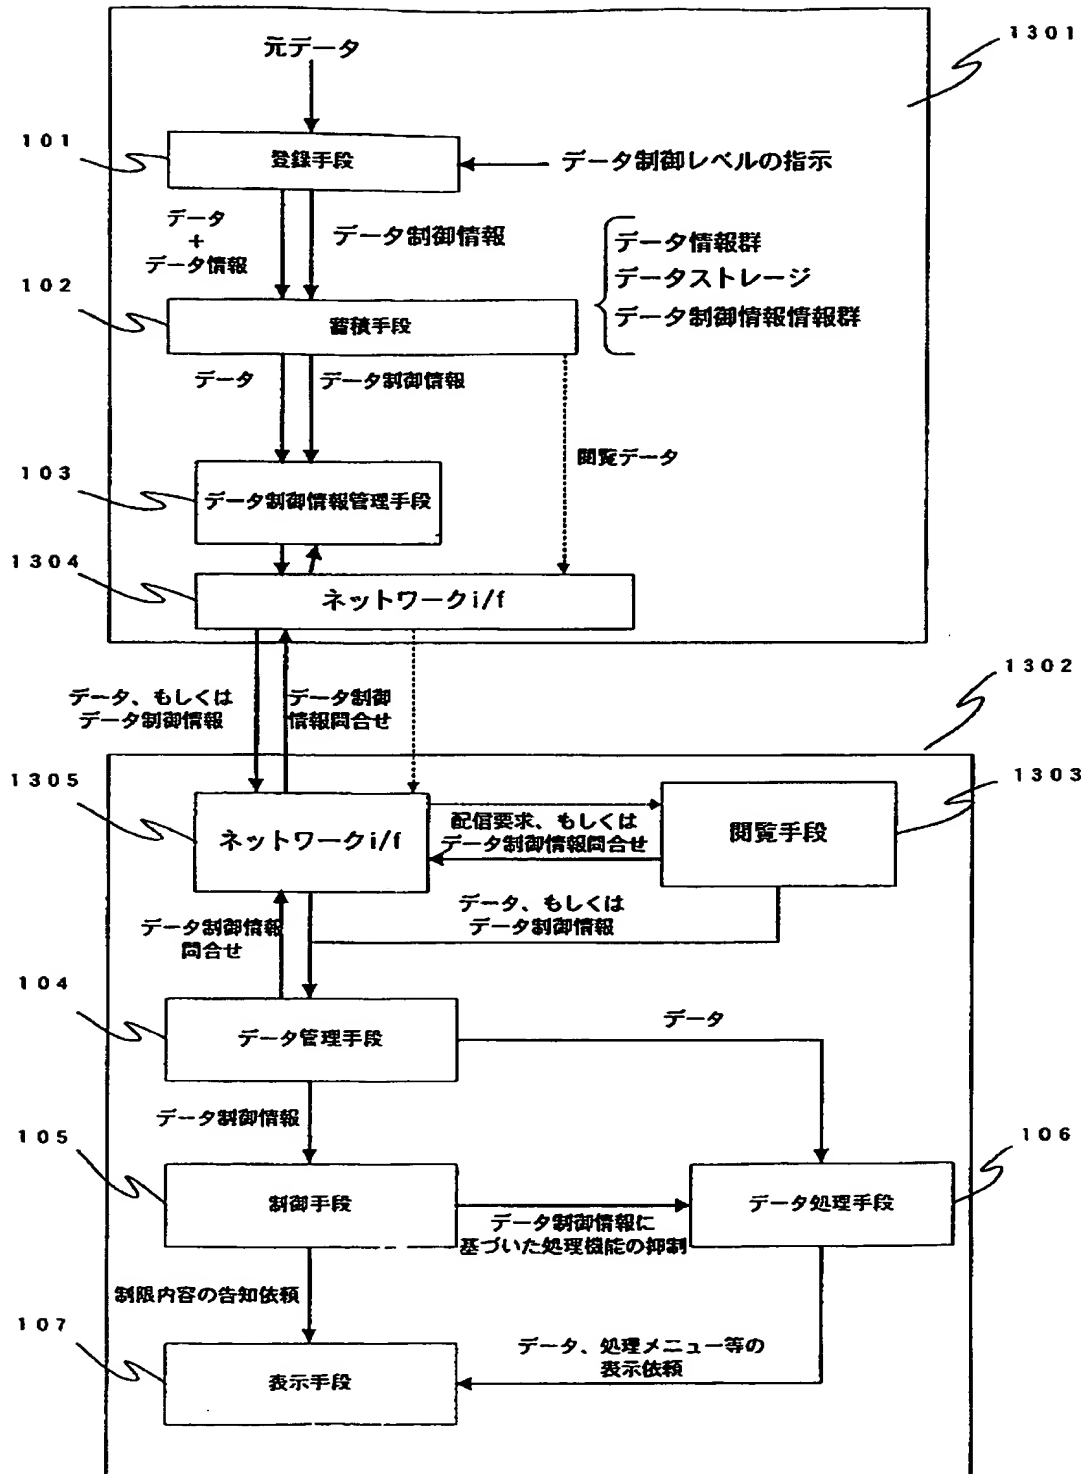 元データ
1301
101
登録手段
データ制御レベルの指示
データ
+
データ情報
データ制御情報
データ情報群
データストレージ
データ制御情報情報群
102
蓄積手段
データ
データ制御情報
閲覧データ
103
データ制御情報管理手段
1304
ネットワークi/f
データ、もしくは
データ制御情報
データ制御
情報問合せ
1302
1305
ネットワークi/f
配信要求、もしくは
データ制御情報問合せ
1303
閲覧手段
データ制御情報
問合せ
データ、もしくは
データ制御情報
104
データ管理手段
データ
データ制御情報
105
制御手段
データ制御情報に
基づいた処理機能の抑制
106
データ処理手段
制限内容の告知依頼
107
表示手段
データ、処理メニュー等の
表示依頼